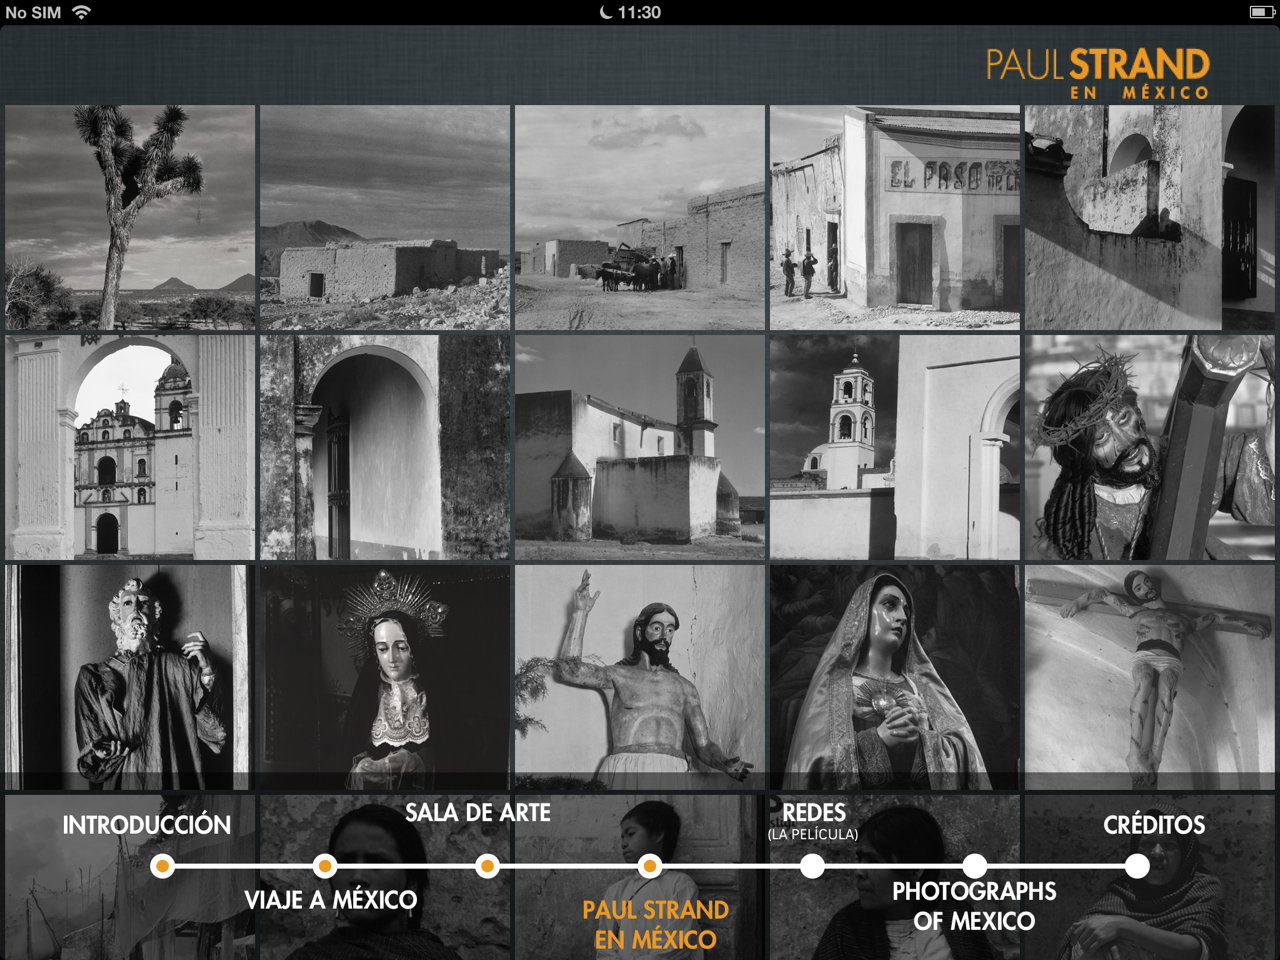 No SIM
11:30
PAUL STRAND
EN MÉXICO
EL PASO
INTRODUCCIÓN
VIAJE A MÉXICO
SALA DE ARTE
PAUL STRAND
EN MÉXICO
REDES
(LA PELÍCULA)
PHOTOGRAPHS
OF MEXICO
CRÉDITOS